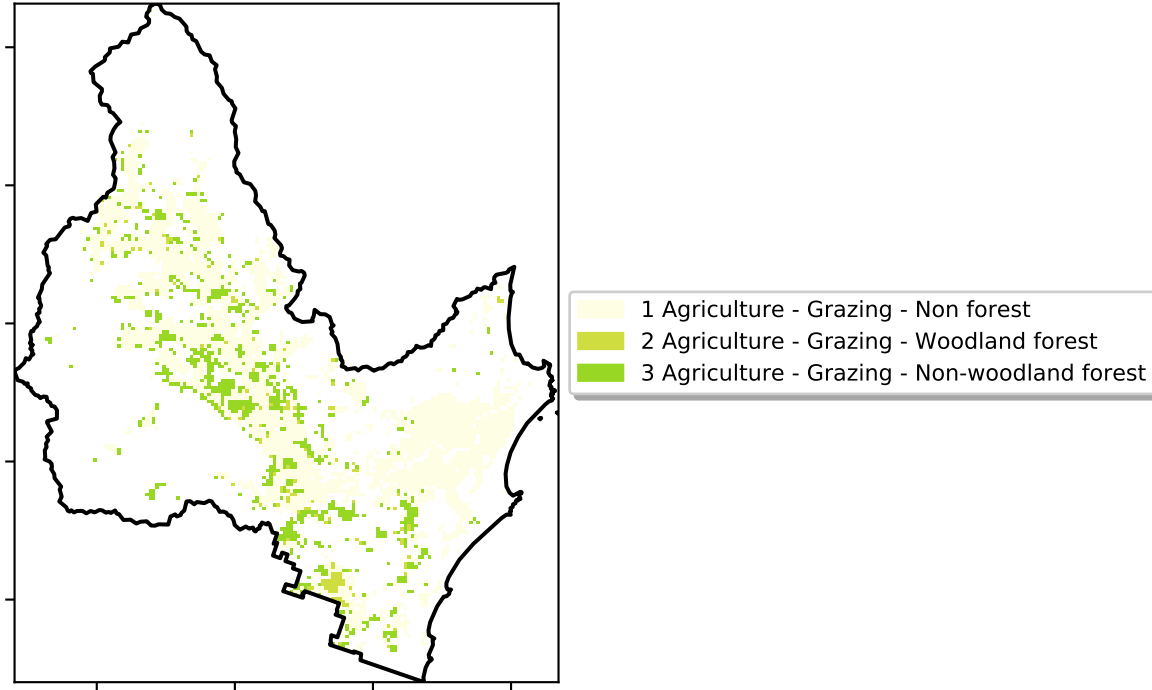 1 Agriculture - Grazing - Non forest
2 Agriculture - Grazing - Woodland forest
3 Agriculture - Grazing - Non-woodland forest